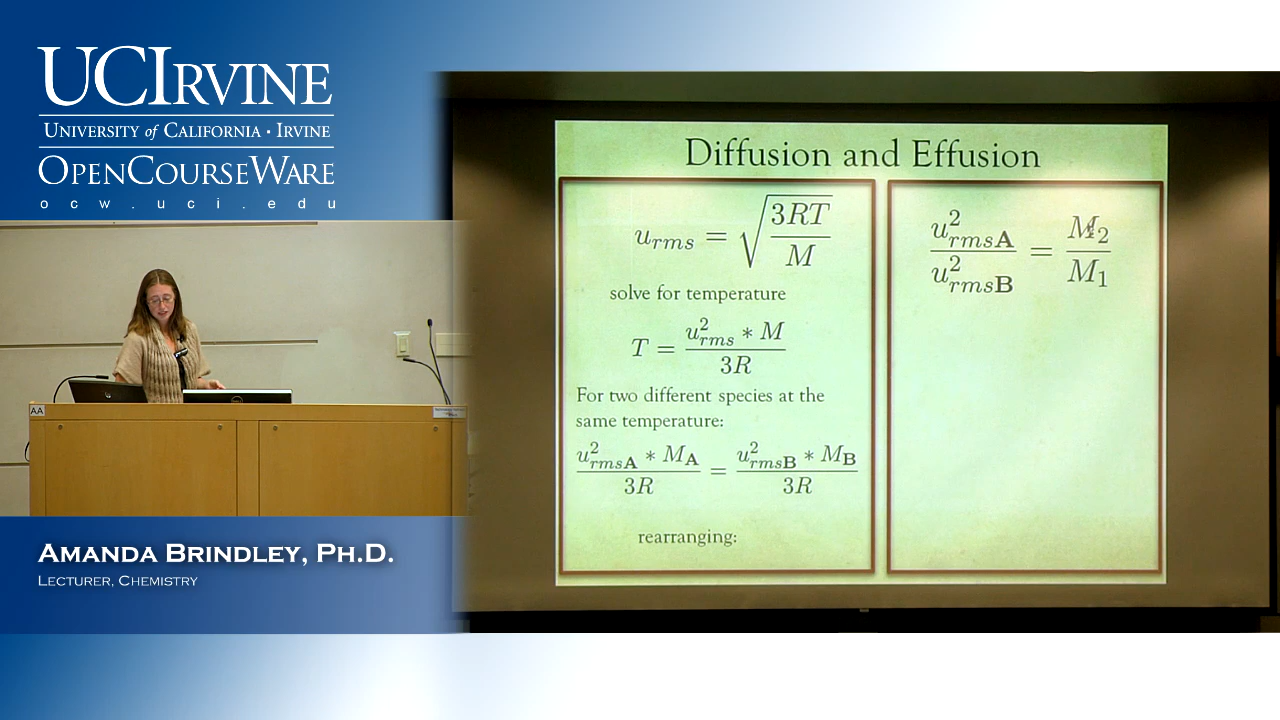 UCIRVINE
UNIVERSITY of CALIFORNIA · IRVINE
OPENCOURSEWARE
ocw.uci.edu
AA
AMANDA BRINDLEY, PH.D.
LECTURER, CHEMISTRY
Diffusion and Effusion
u_rms = √(3RT/M)
solve for temperature
T = u²_rms * M / 3R
For two different species at the
same temperature:
u²_rmsA * M_A / 3R = u²_rmsB * M_B / 3R
rearranging:
u²_rmsA / u²_rmsB = M_2 / M_1